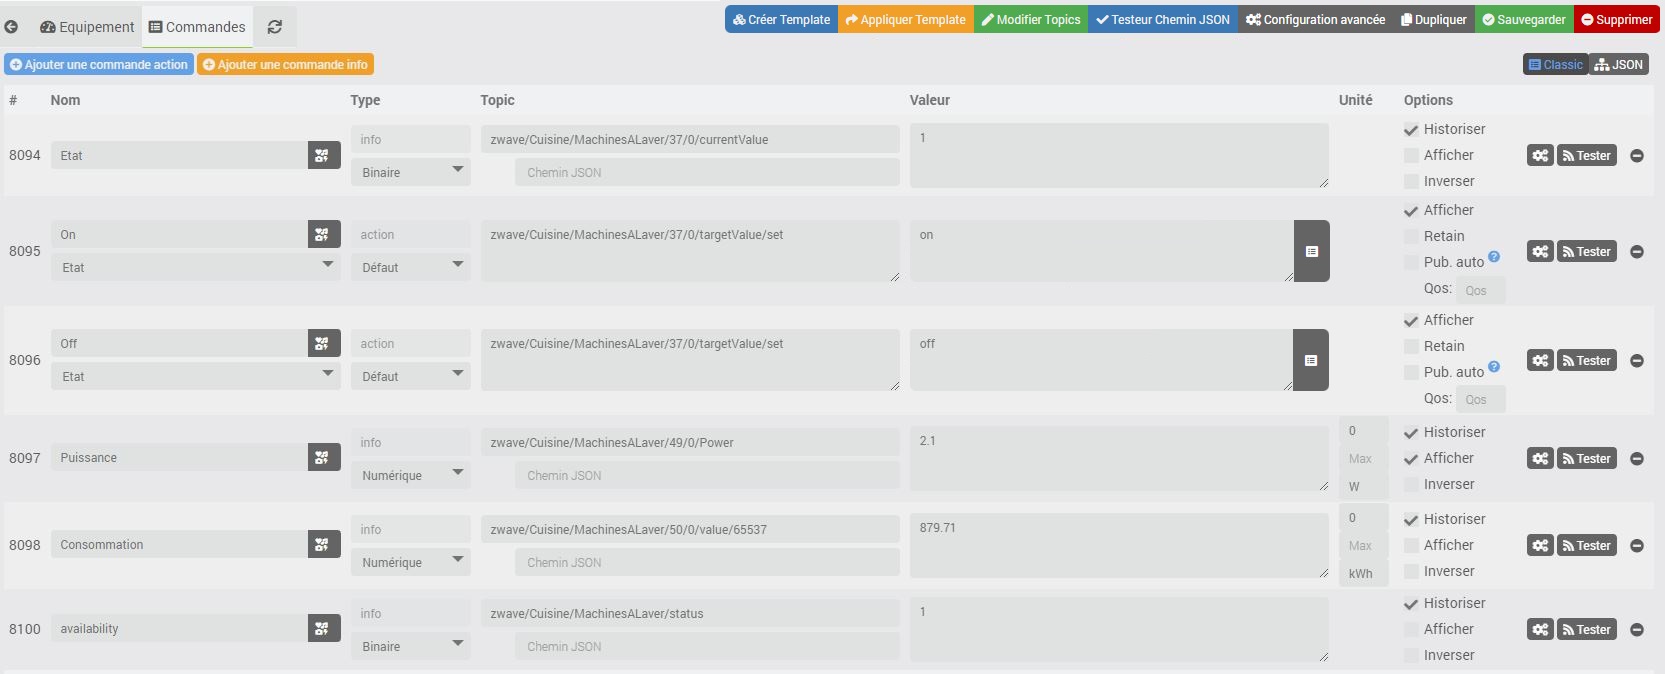 Equipement Commandes Créer Template Appliquer Template Modifier Topics Testeur Chemin JSON Configuration avancée Dupliquer Sauvegarder Supprimer
Ajouter une commande action Ajouter une commande info Classic JSON
# Nom Type Topic Valeur Unité Options
8094 Etat info zwave/Cuisine/MachinesALaver/37/0/currentValue 1 Historiser
Binaire Chemin JSON Afficher Tester
Inverser
8095 On action zwave/Cuisine/MachinesALaver/37/0/targetValue/set on Afficher
Etat Défaut Retain Tester
Pub. auto ?
Qos: Qos
8096 Off action zwave/Cuisine/MachinesALaver/37/0/targetValue/set off Afficher
Etat Défaut Retain Tester
Pub. auto ?
Qos: Qos
8097 Puissance info zwave/Cuisine/MachinesALaver/49/0/Power 2.1 0 Historiser
Numérique Chemin JSON Max Afficher Tester
W Inverser
8098 Consommation info zwave/Cuisine/MachinesALaver/50/0/value/65537 879.71 0 Historiser
Numérique Chemin JSON Max Afficher Tester
kWh Inverser
8100 availability info zwave/Cuisine/MachinesALaver/status 1 Historiser
Binaire Chemin JSON Afficher Tester
Inverser